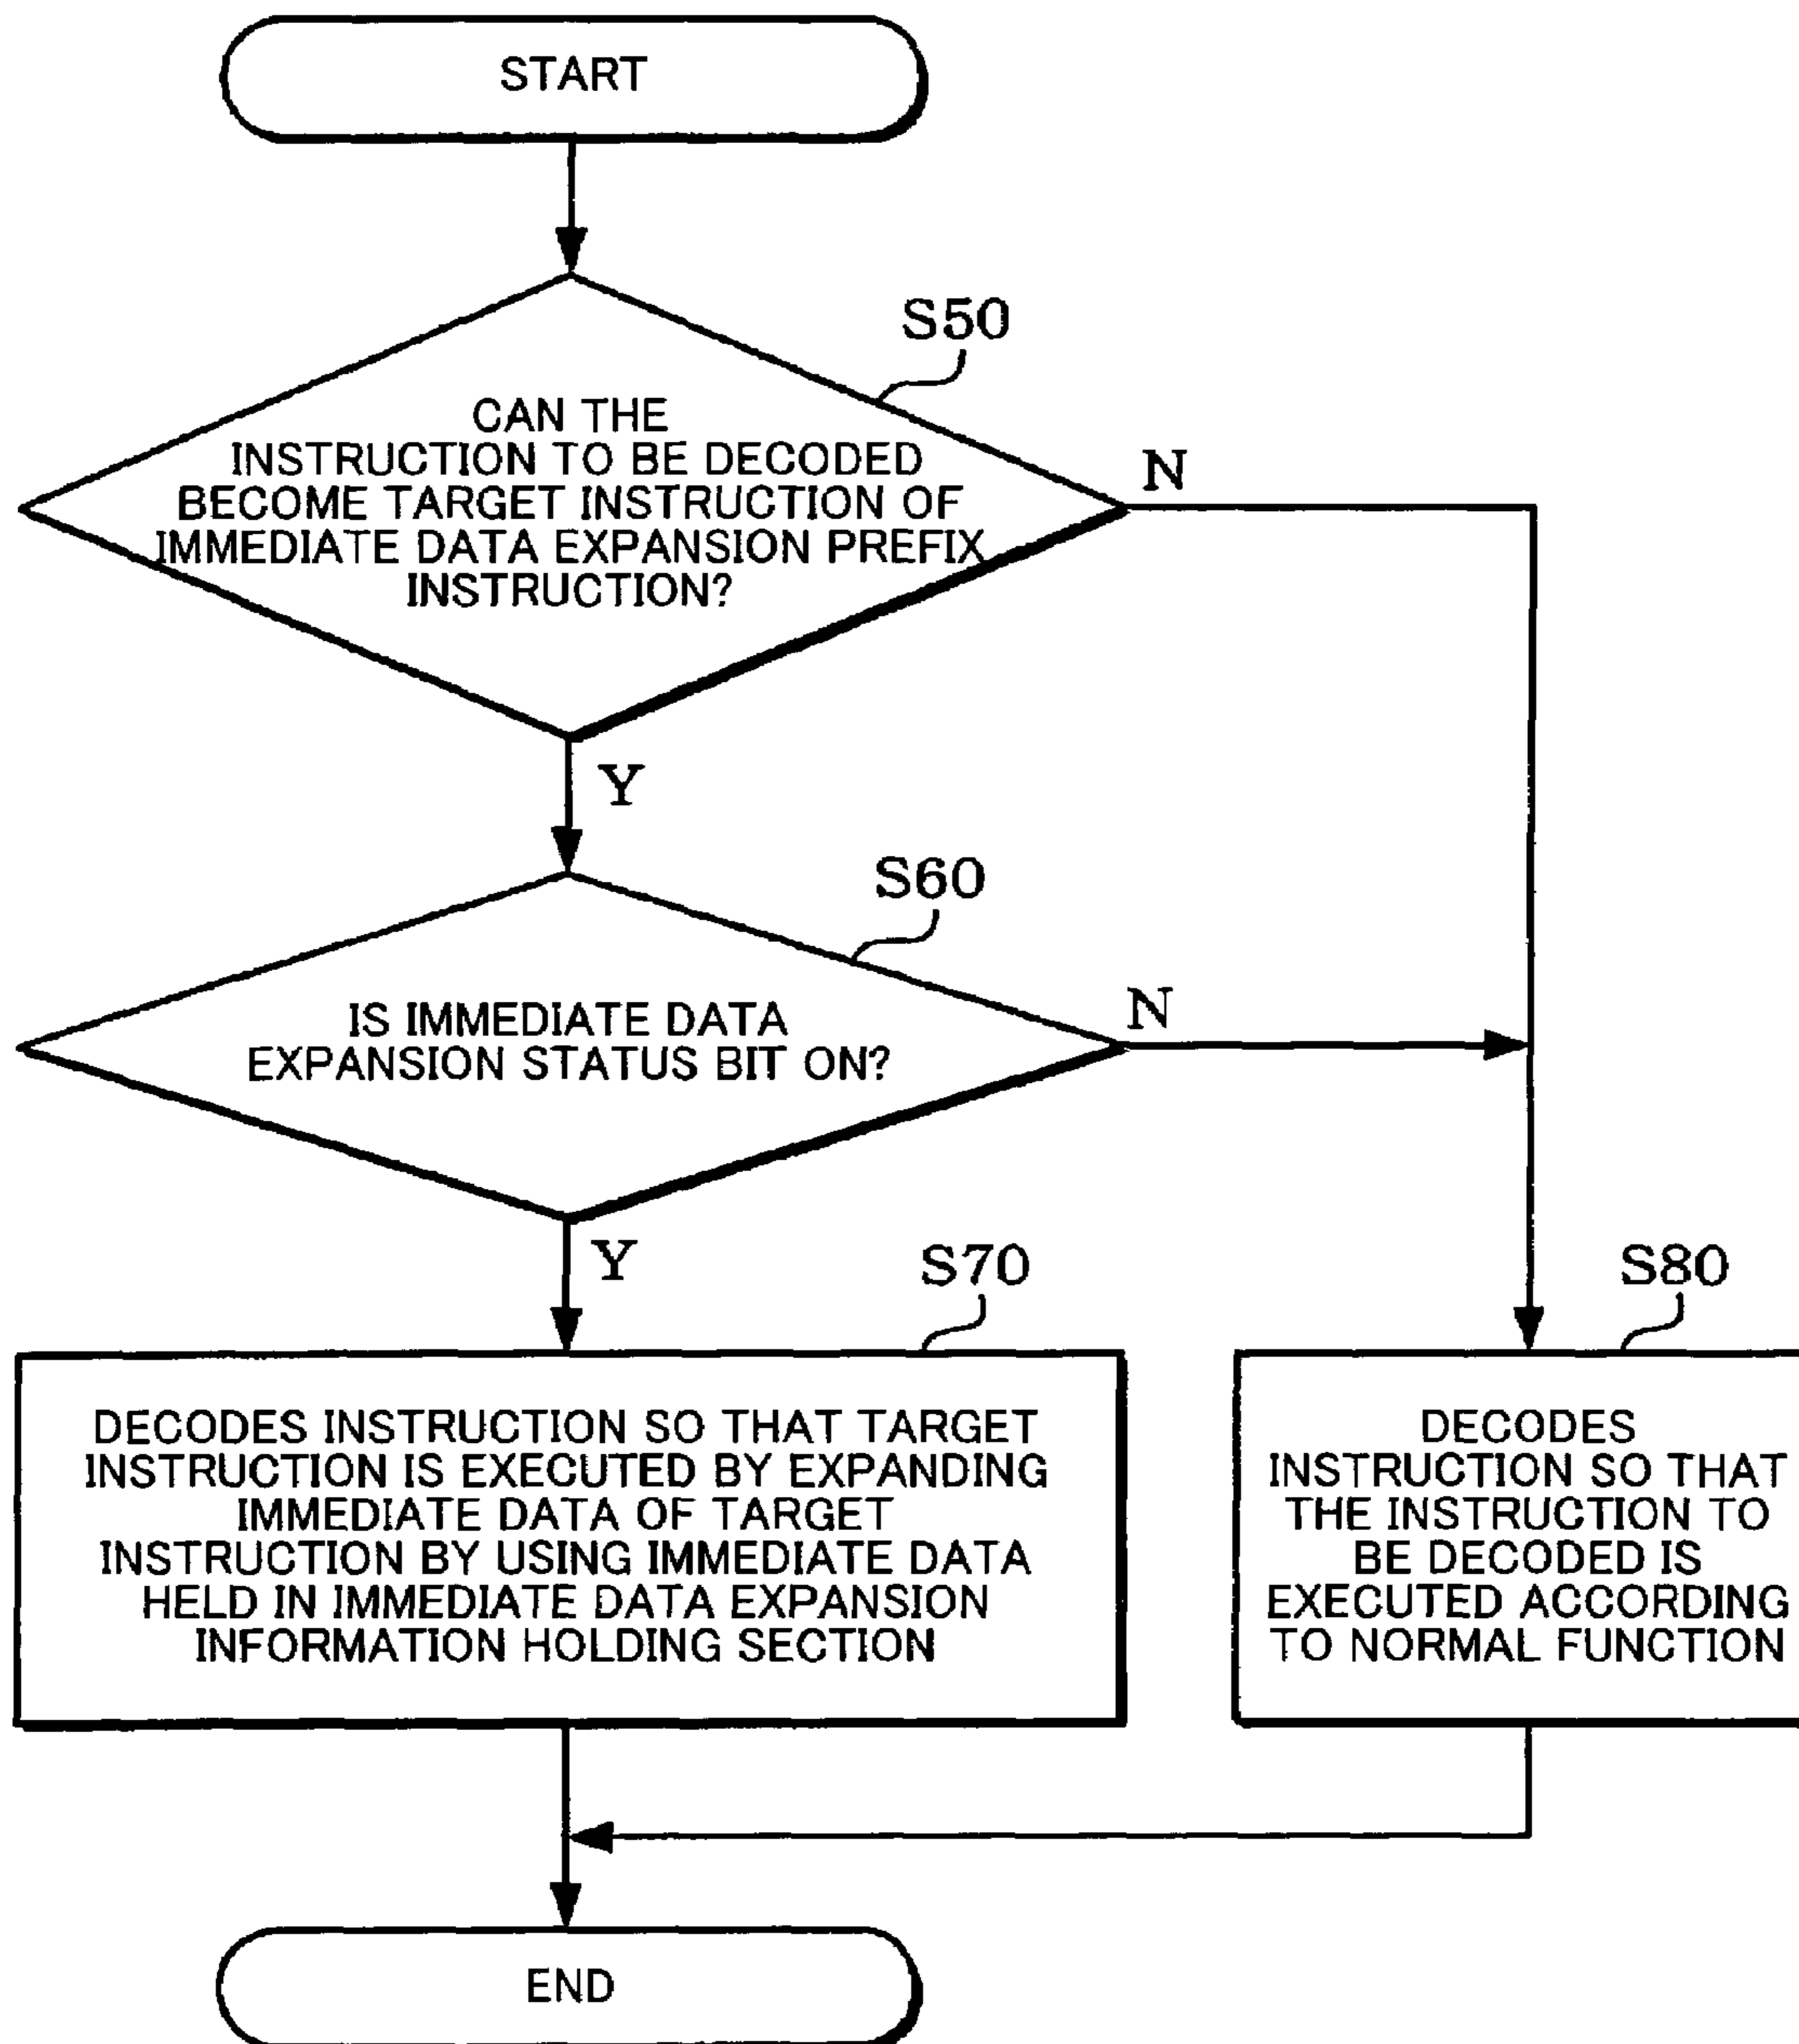 START
S50
CAN THE
INSTRUCTION TO BE DECODED
BECOME TARGET INSTRUCTION OF
IMMEDIATE DATA EXPANSION PREFIX
INSTRUCTION?
N
Y
S60
IS IMMEDIATE DATA
EXPANSION STATUS BIT ON?
N
Y
S70
DECODES INSTRUCTION SO THAT TARGET
INSTRUCTION IS EXECUTED BY EXPANDING
IMMEDIATE DATA OF TARGET
INSTRUCTION BY USING IMMEDIATE DATA
HELD IN IMMEDIATE DATA EXPANSION
INFORMATION HOLDING SECTION
S80
DECODES
INSTRUCTION SO THAT
THE INSTRUCTION TO
BE DECODED IS
EXECUTED ACCORDING
TO NORMAL FUNCTION
END